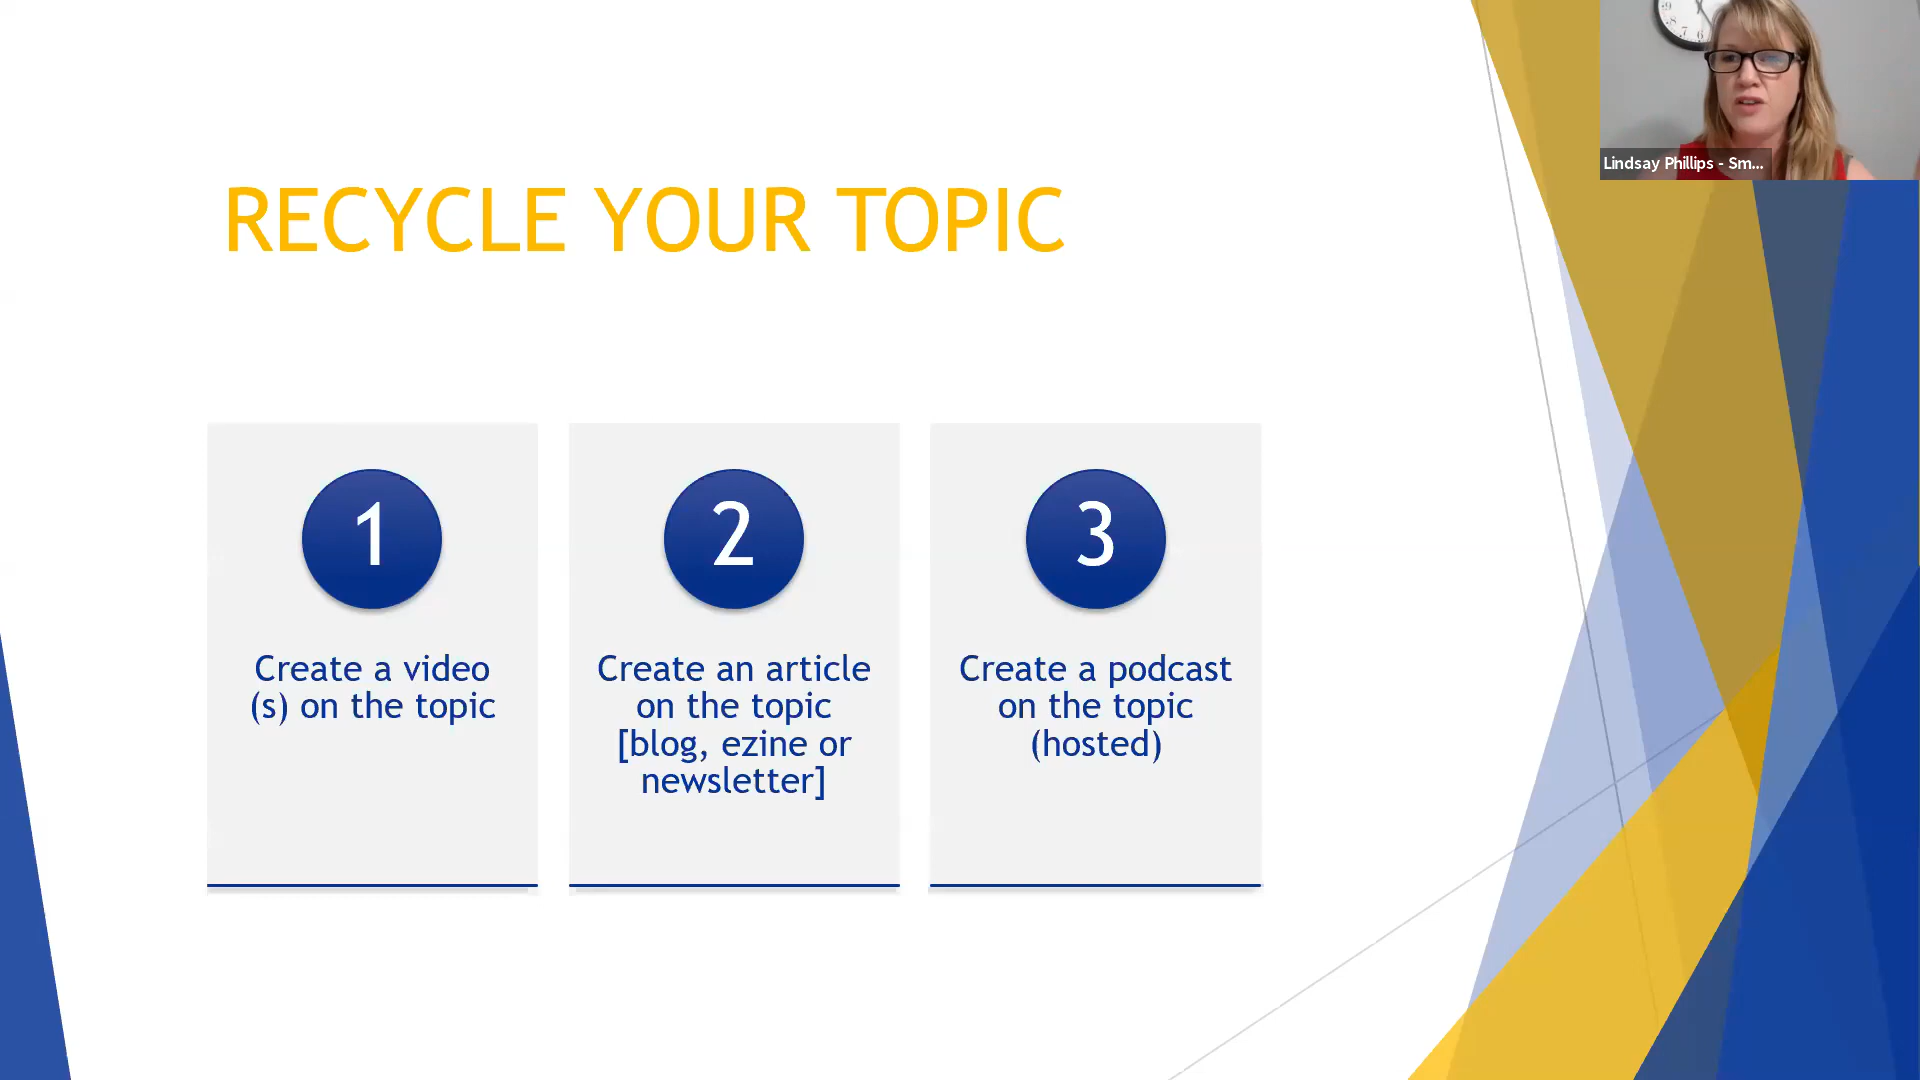 RECYCLE YOUR TOPIC
1
Create a video
(s) on the topic
2
Create an article
on the topic
[blog, ezine or
newsletter]
3
Create a podcast
on the topic
(hosted)
Lindsay Phillips - Sm...